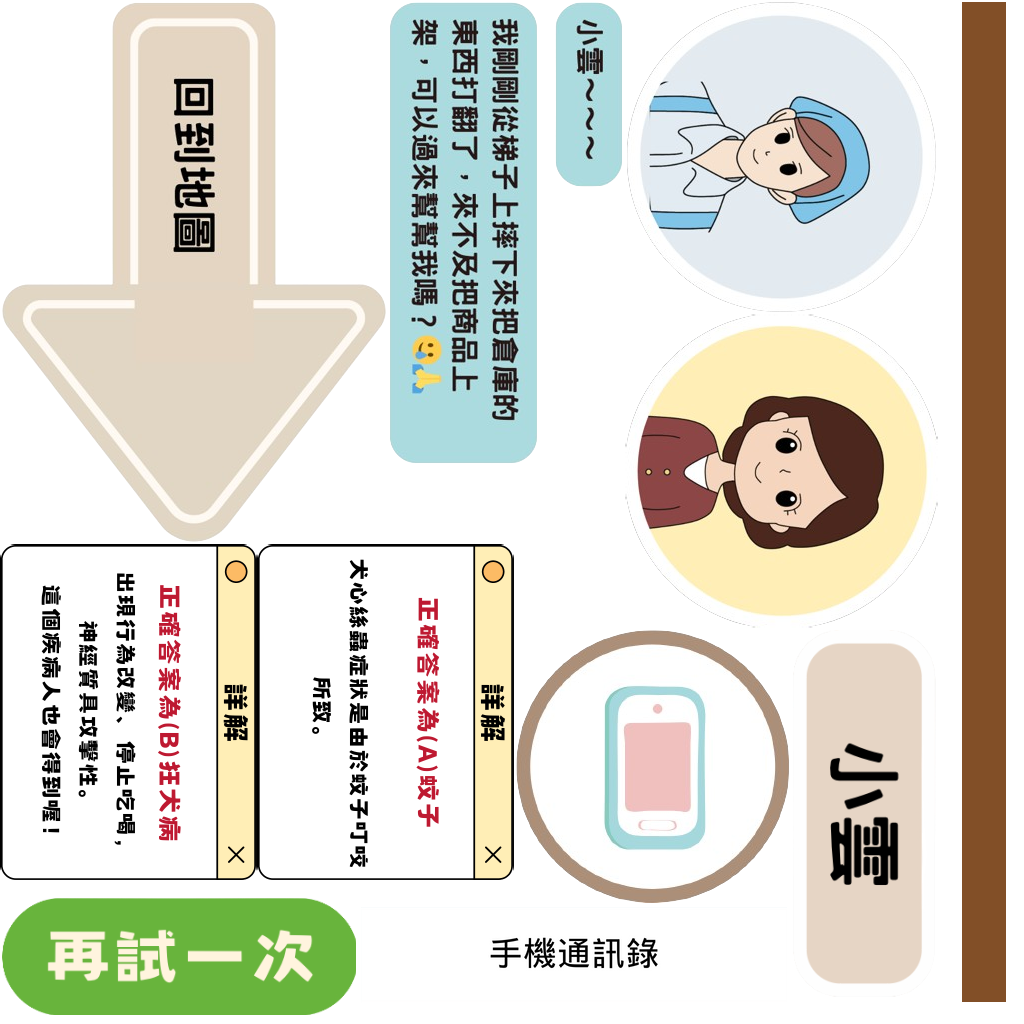 回到地圖
小雲~~~
我剛剛從梯子上摔下來把倉庫的
東西打翻了，來不及把商品上
架，可以過來幫幫我嗎？🥲🙏
詳解
正確答案為(B)狂犬病
出現行為改變、停止吃喝,
神經質具攻擊性。
這個疾病人也會得到喔!
詳解
正確答案為(A)蚊子
犬心絲蟲症狀是由於蚊子叮咬
所致。
小雲
再試一次
手機通訊錄